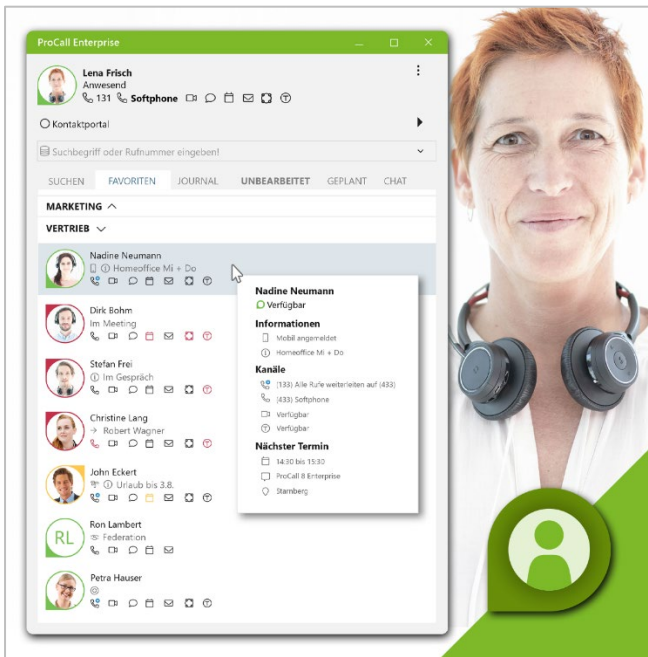 ProCall Enterprise
Lena Frisch
Anwesend
131 Softphone
Kontaktportal
Suchbegriff oder Rufnummer eingeben!
SUCHEN FAVORITEN JOURNAL UNBEARBEITET GEPLANT CHAT
MARKETING
VERTRIEB
Nadine Neumann
Homeoffice Mi + Do
Dirk Bohm
Im Meeting
Stefan Frei
Im Gespräch
Christine Lang
→ Robert Wagner
John Eckert
Urlaub bis 3.8.
RL
Ron Lambert
Federation
Petra Hauser
Nadine Neumann
Verfügbar
Informationen
Mobil angemeldet
Homeoffice Mi + Do
Kanäle
(133) Alle Rufe weiterleiten auf (433)
(433) Softphone
Verfügbar
Verfügbar
Nächster Termin
14:30 bis 15:30
ProCall 8 Enterprise
Starnberg